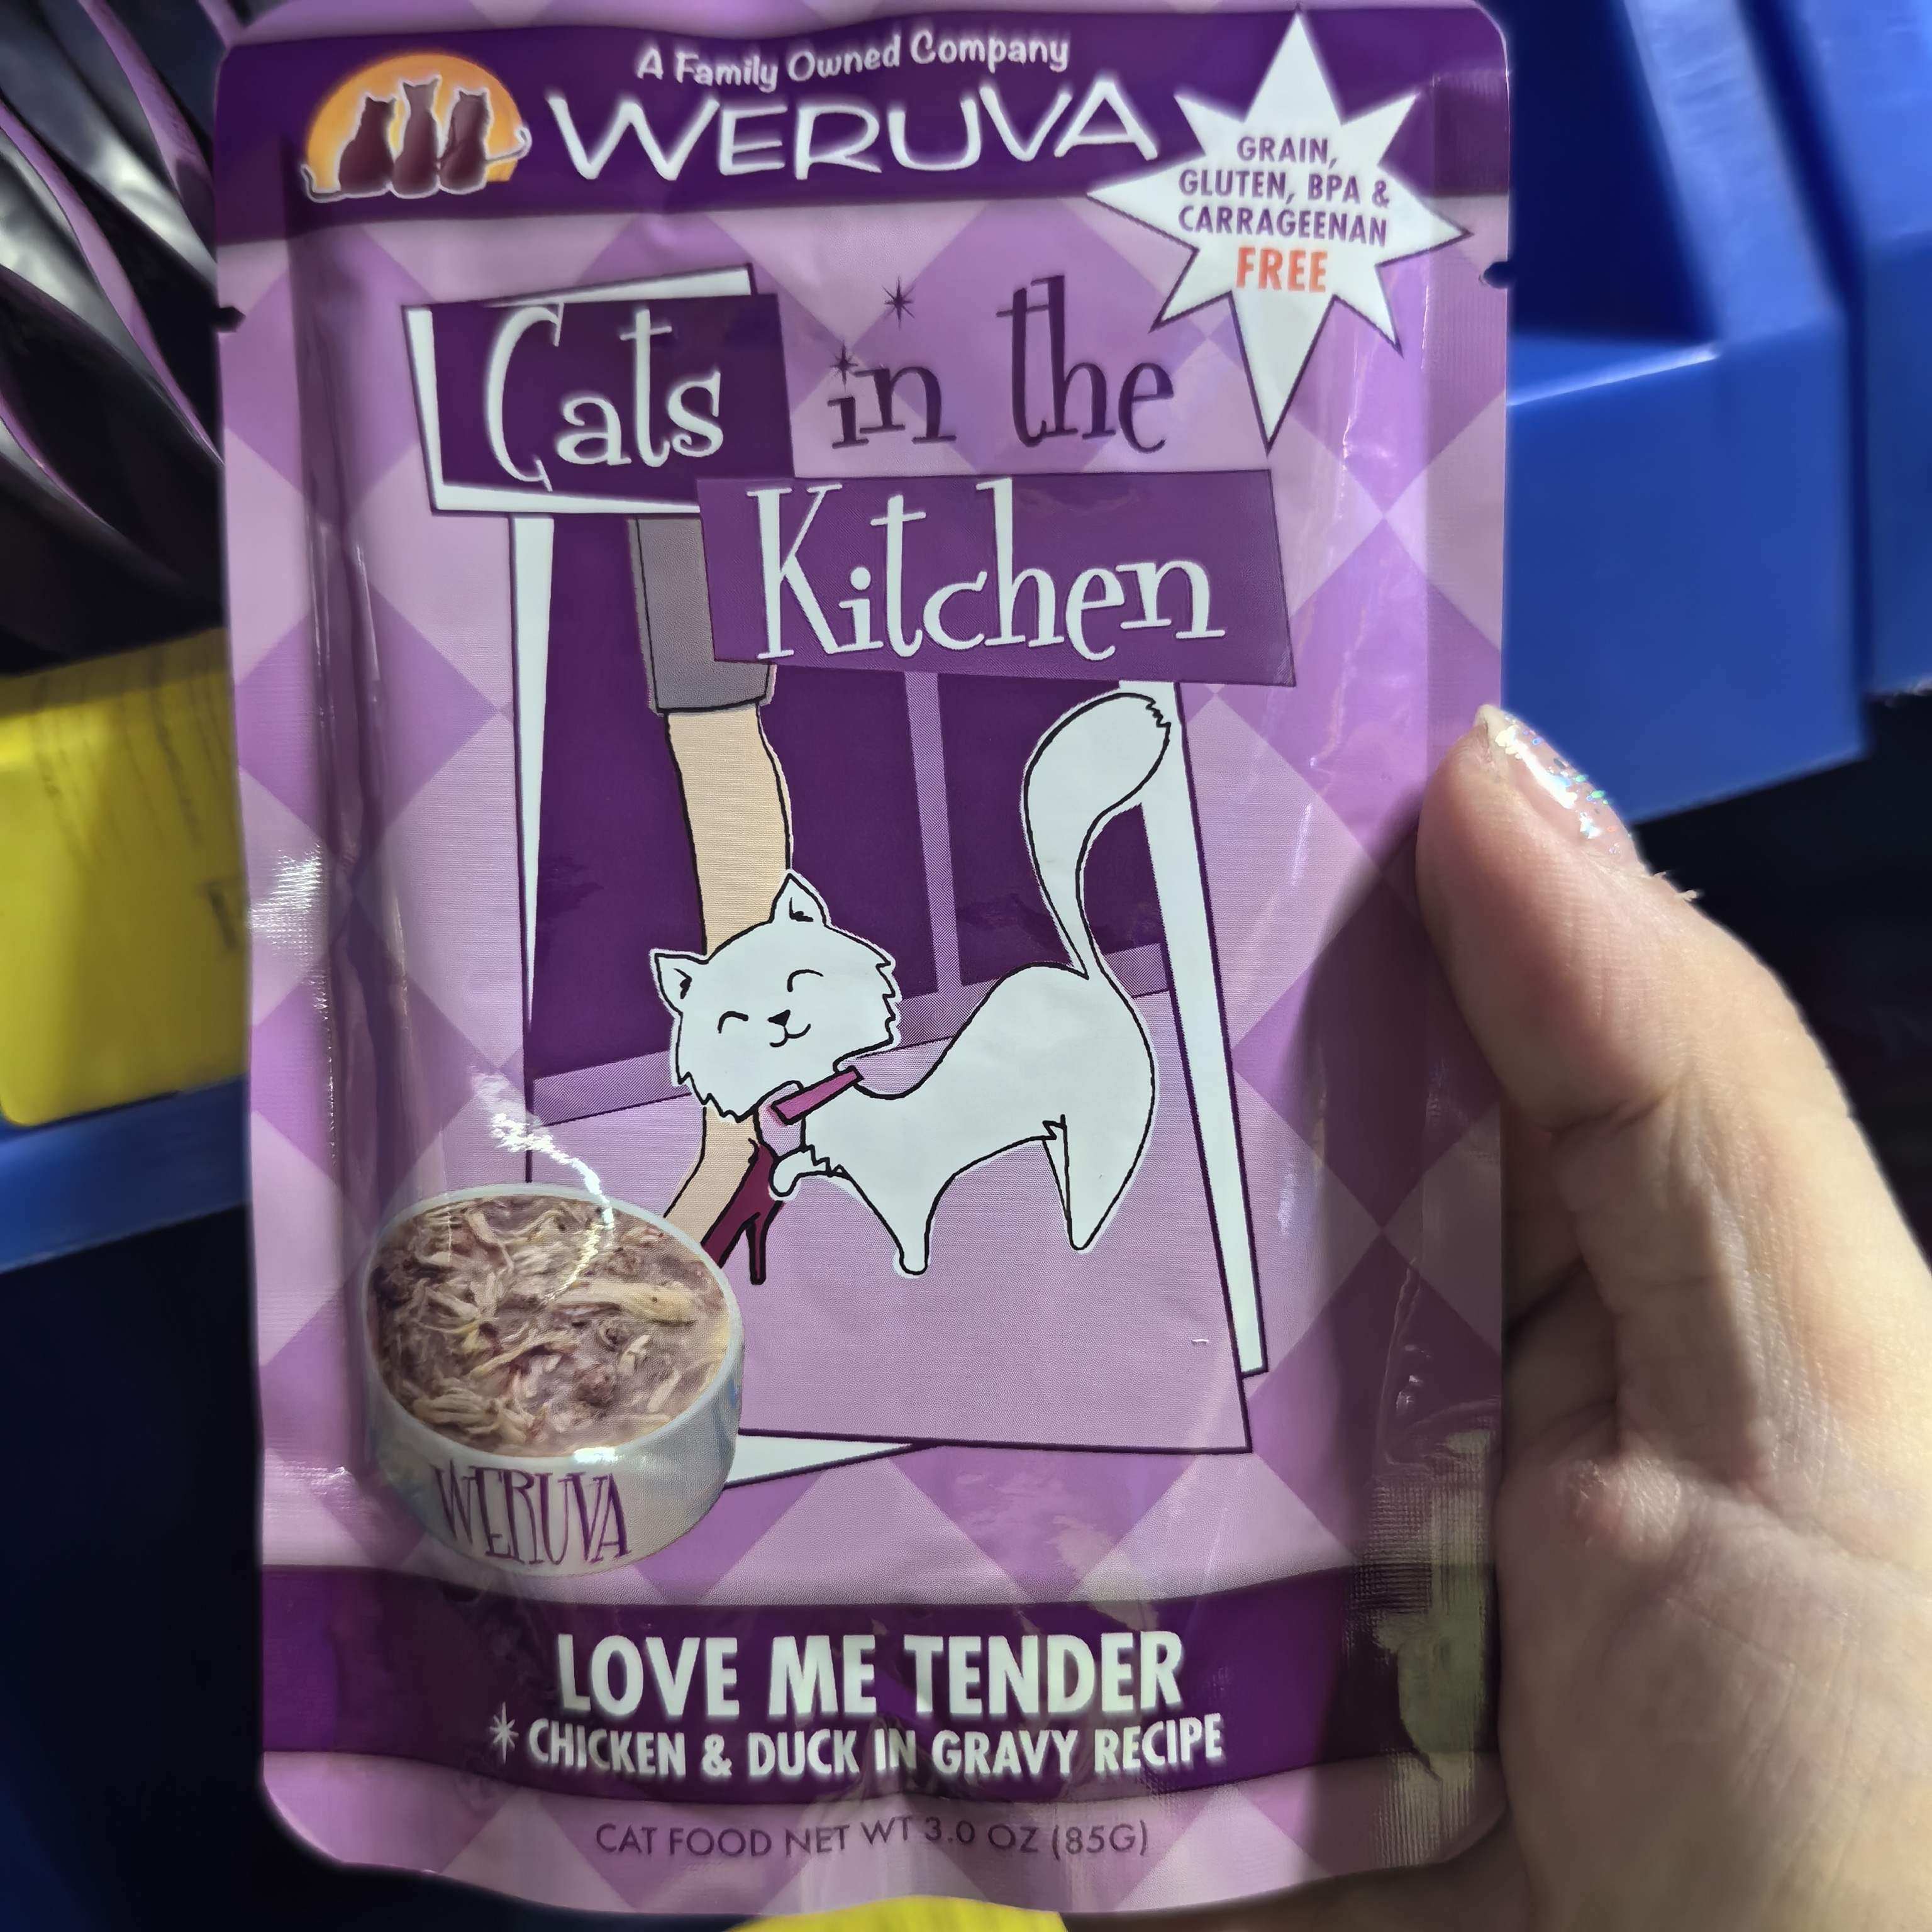 A Family Owned Company
WERUVA
GRAIN,
GLUTEN, BPA &
CARRAGEENAN
FREE
Cats in the
Kitchen
WERUVA
LOVE ME TENDER
CHICKEN & DUCK IN GRAVY RECIPE
CAT FOOD NET WT 3.0 OZ (85G)